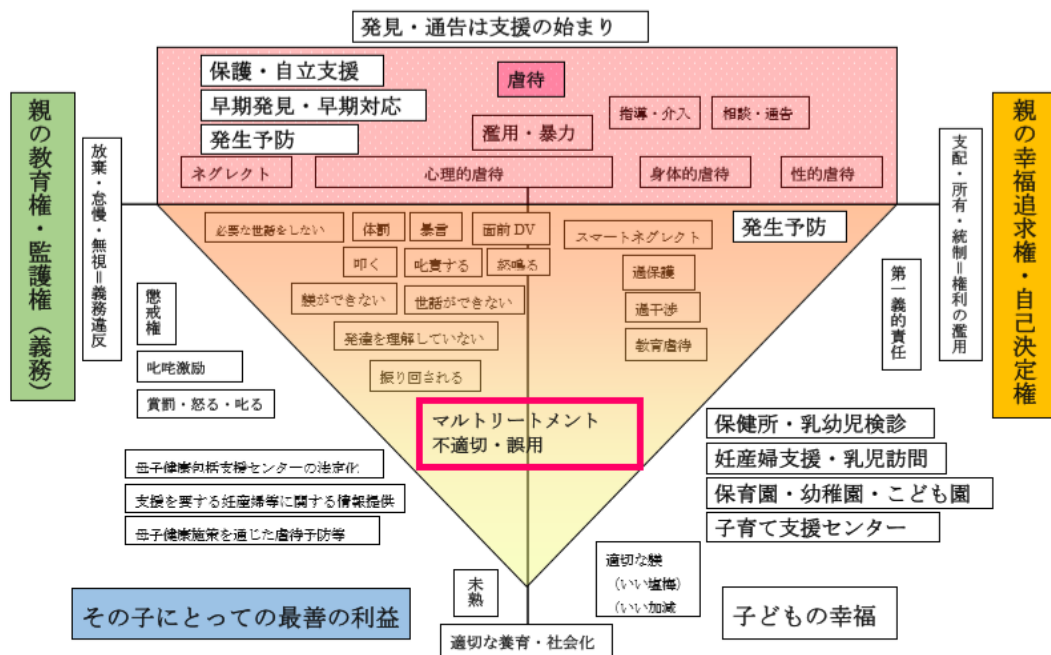 発見・通告は支援の始まり
保護・自立支援
早期発見・早期対応
発生予防
虐待
濫用・暴力
指導・介入
相談・通告
ネグレクト
心理的虐待
身体的虐待
性的虐待
親の教育権・監護権（義務）
放棄・怠慢・無視＝義務違反
親の幸福追求権・自己決定権
支配・所有・統制＝権利の濫用
第一義的責任
必要な世話をしない
体罰
暴言
面前DV
スマートネグレクト
発生予防
叩く
叱責する
怒鳴る
過保護
躾ができない
世話ができない
過干渉
発達を理解していない
教育虐待
振り回される
懲戒権
叱咤激励
賞罰・怒る・叱る
マルトリートメント
不適切・誤用
保健所・乳幼児検診
妊産婦支援・乳児訪問
保育園・幼稚園・こども園
子育て支援センター
母子健康包括支援センターの法定化
支援を要する妊産婦等に関する情報提供
母子健康施策を通じた虐待予防等
適切な躾
（いい塩梅）
（いい加減
未熟
その子にとっての最善の利益
子どもの幸福
適切な養育・社会化